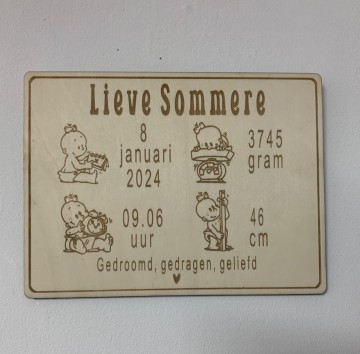 Lieve Sommere
8
januari
2024
3745
gram
09.06
uur
46
cm
Gedroomd, gedragen, geliefd